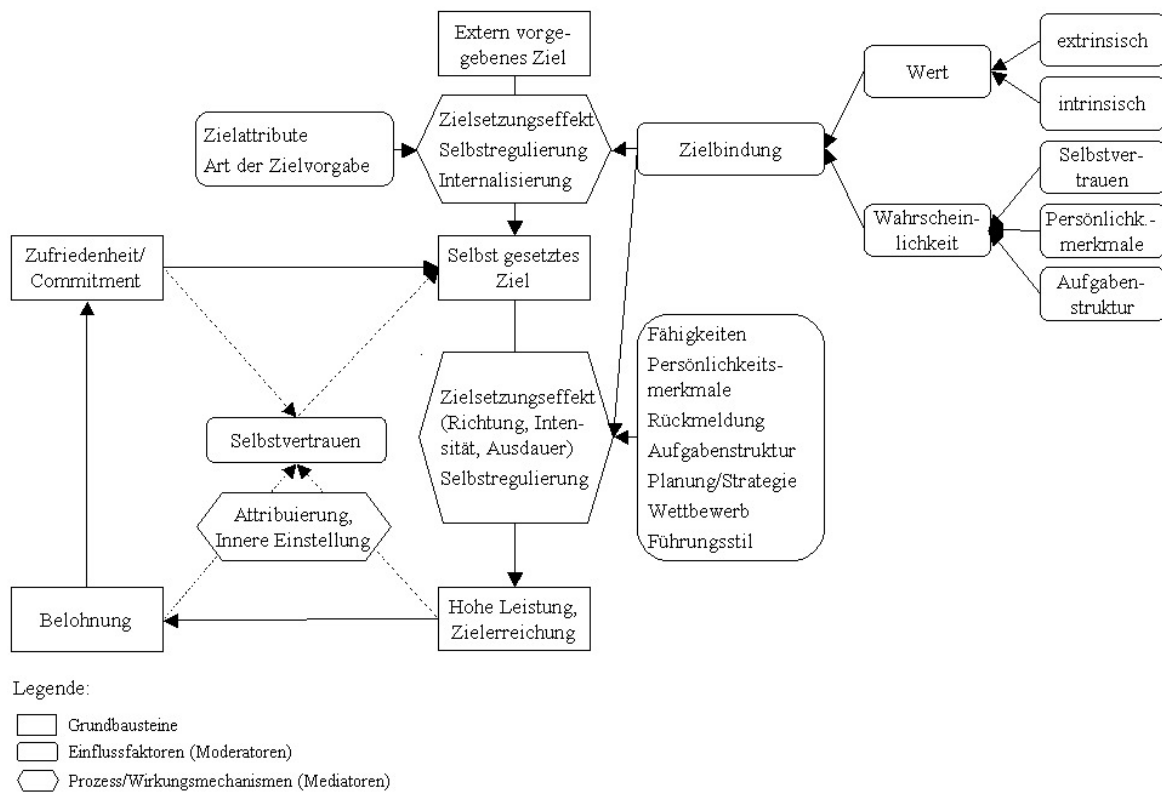 Extern vorge-
gebenes Ziel
extrinsisch
Wert
intrinsisch
Zielattribute
Art der Zielvorgabe
Zielsetzungseffekt
Selbstregulierung
Internalisierung
Zielbindung
Selbstver-
trauen
Wahrschein-
lichkeit
Persönlichk.-
merkmale
Aufgaben-
struktur
Zufriedenheit/
Commitment
Selbst gesetztes
Ziel
Fähigkeiten
Persönlichkeits-
merkmale
Rückmeldung
Aufgabenstruktur
Planung/Strategie
Wettbewerb
Führungsstil
Zielsetzungseffekt
(Richtung, Inten-
sität, Ausdauer)
Selbstregulierung
Selbstvertrauen
Attribuierung,
Innere Einstellung
Belohnung
Hohe Leistung,
Zielerreichung
Legende:
Grundbausteine
Einflussfaktoren (Moderatoren)
Prozess/Wirkungsmechanismen (Mediatoren)